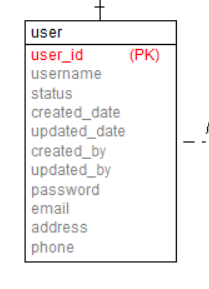 user
user_id (PK)
username
status
created_date
updated_date
created_by
updated_by
password
email
address
phone